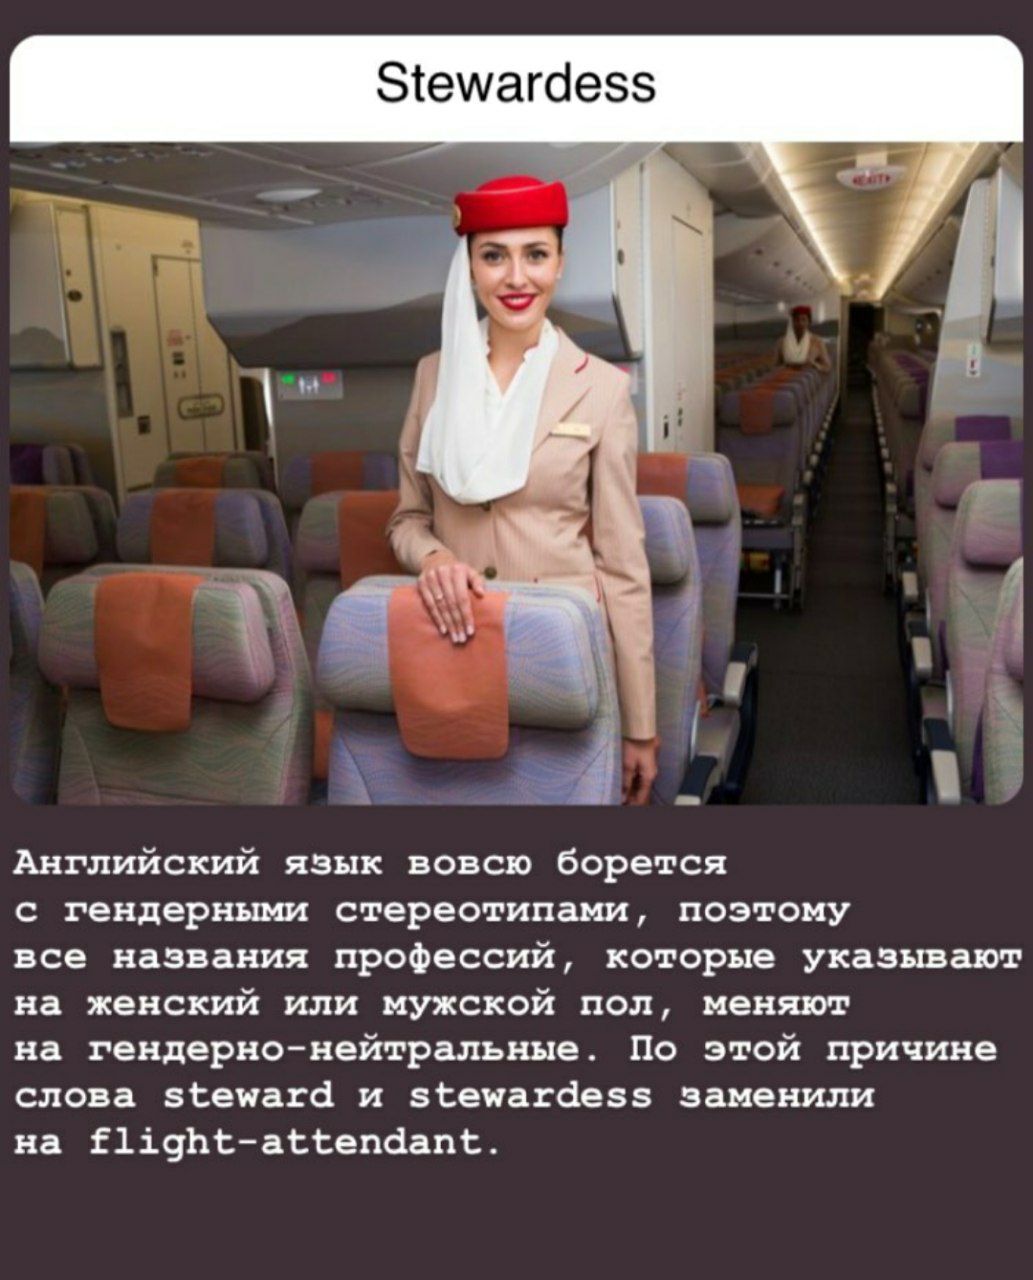 Stewardess
EXIT
Английский язык вовсю борется
с гендерными стереотипами, поэтому
все названия профессий, которые указывают
на женский или мужской пол, меняют
на гендерно-нейтральные. По этой причине
слова steward и stewardess заменили
на flight-attendant.